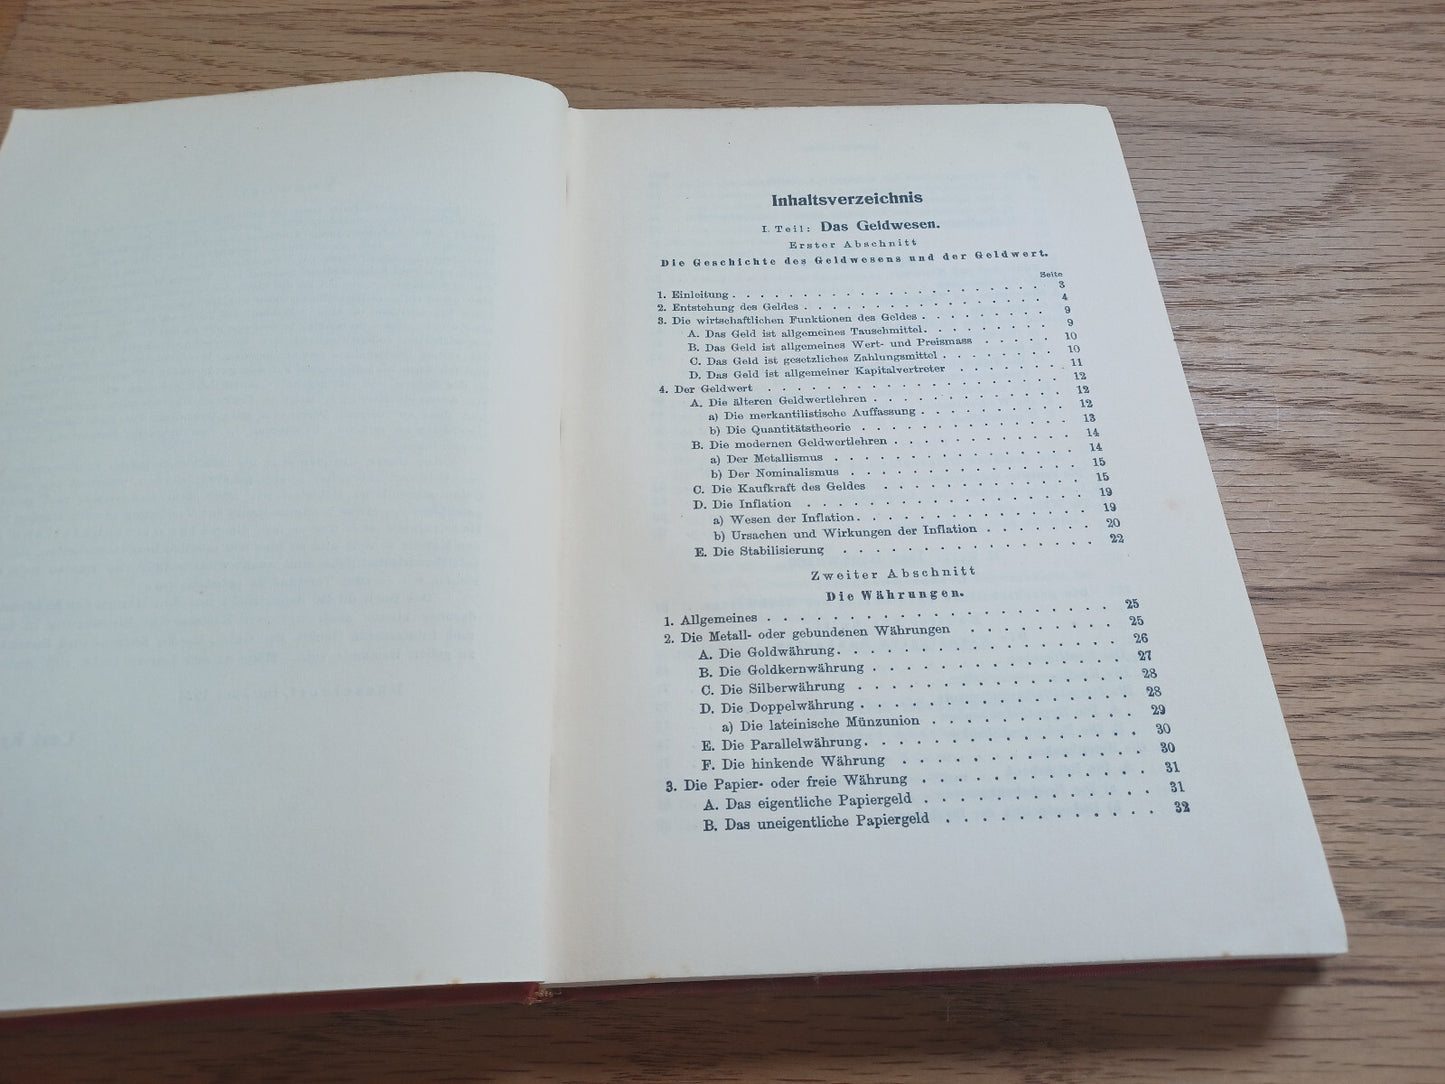 Inhaltsverzeichnis
I. Teil: Das Geldwesen.
Erster Abschnitt
Die Geschichte des Geldwesens und der Geldwert.
Seite
1. Einleitung . . . . . . . . . . . . . . . . . . . . . . 3
2. Entstehung des Geldes . . . . . . . . . . . . . . . . . 4
3. Die wirtschaftlichen Funktionen des Geldes . . . . . . . . . 9
A. Das Geld ist allgemeines Tauschmittel . . . . . . . . . 9
B. Das Geld ist allgemeines Wert- und Preismass . . . . . . 10
C. Das Geld ist gesetzliches Zahlungsmittel . . . . . . . . 10
D. Das Geld ist allgemeiner Kapitalvertreter . . . . . . . 11
4. Der Geldwert . . . . . . . . . . . . . . . . . . . . . 12
A. Die älteren Geldwertlehren . . . . . . . . . . . . . . 12
a) Die merkantilistische Auffassung . . . . . . . . . . . 12
b) Die Quantitätstheorie . . . . . . . . . . . . . . . . 13
B. Die modernen Geldwertlehren . . . . . . . . . . . . . 14
a) Der Metallismus . . . . . . . . . . . . . . . . . . . 14
b) Der Nominalismus . . . . . . . . . . . . . . . . . . 15
C. Die Kaufkraft des Geldes . . . . . . . . . . . . . . . 15
D. Die Inflation . . . . . . . . . . . . . . . . . . . . 19
a) Wesen der Inflation . . . . . . . . . . . . . . . . . 19
b) Ursachen und Wirkungen der Inflation . . . . . . . . . 20
E. Die Stabilisierung . . . . . . . . . . . . . . . . . . 22
Zweiter Abschnitt
Die Währungen.
1. Allgemeines . . . . . . . . . . . . . . . . . . . . . . 25
2. Die Metall- oder gebundenen Währungen . . . . . . . . . . 25
A. Die Goldwährung . . . . . . . . . . . . . . . . . . . 26
B. Die Goldkernwährung . . . . . . . . . . . . . . . . . 27
C. Die Silberwährung . . . . . . . . . . . . . . . . . . 28
D. Die Doppelwährung . . . . . . . . . . . . . . . . . . 28
a) Die lateinische Münzunion . . . . . . . . . . . . . . 29
E. Die Parallelwährung . . . . . . . . . . . . . . . . . 30
F. Die hinkende Währung . . . . . . . . . . . . . . . . . 30
3. Die Papier- oder freie Währung . . . . . . . . . . . . . 31
A. Das eigentliche Papiergeld . . . . . . . . . . . . . . 31
B. Das uneigentliche Papiergeld . . . . . . . . . . . . . 32